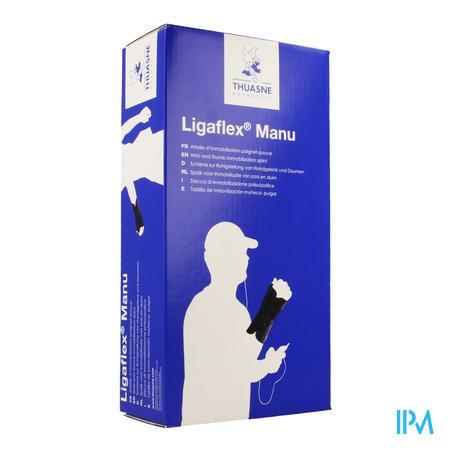 THUASNE
Ligaflex® Manu
FR Attelle d'immobilisation poignet-pouce
EN Wrist and thumb immobilization splint
D Schiene zur Ruhigstellung von Handgelenk und Daumen
NL Spalk voor immobilisatie van pols en duim
I Stecca di immobilizzazione polso/pollice
E Tablilla de inmovilización muñeca- pulgar
THUASNE
Ligaflex® Manu
IPM